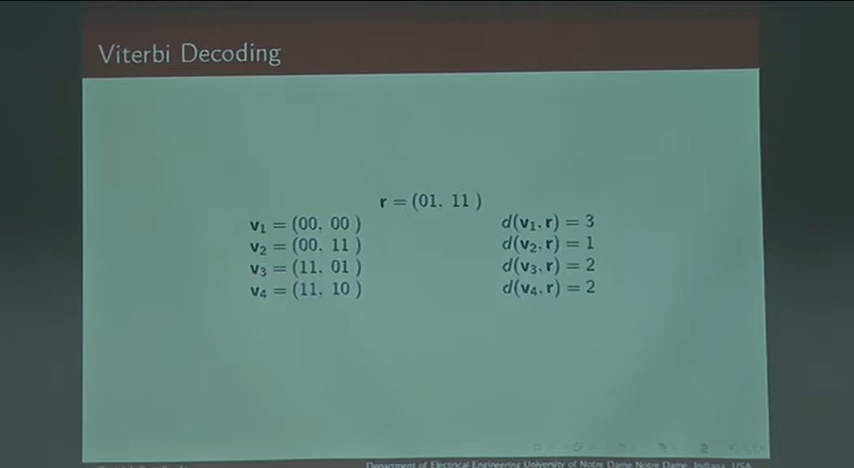 Viterbi Decoding
r = (01, 11 )
v₁ = (00, 00 ) d(v₁, r) = 3
v₂ = (00, 11 ) d(v₂, r) = 1
v₃ = (11, 01 ) d(v₃, r) = 2
v₄ = (11, 10 ) d(v₄, r) = 2
Department of Electrical Engineering University of Notre Dame Notre Dame, Indiana, USA